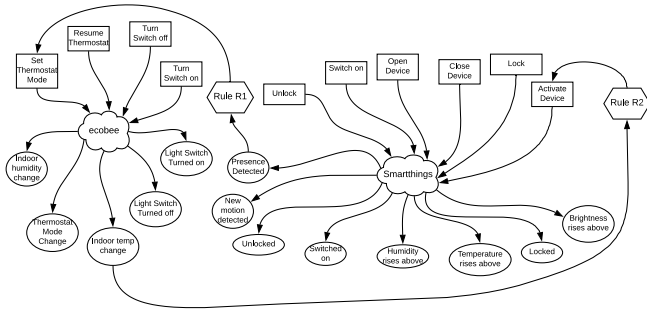 Set
Thermostat
Mode
Resume
Thermostat
Turn
Switch off
Turn
Switch on
Rule R1
Unlock
Switch on
Open
Device
Close
Device
Lock
Activate
Device
Rule R2
ecobee
Smartthings
Indoor
humidity
change
Thermostat
Mode
Change
Indoor temp
change
Light Switch
Turned off
Light Switch
Turned on
Presence
Detected
New
motion
detected
Unlocked
Switched
on
Humidity
rises above
Temperature
rises above
Locked
Brightness
rises above